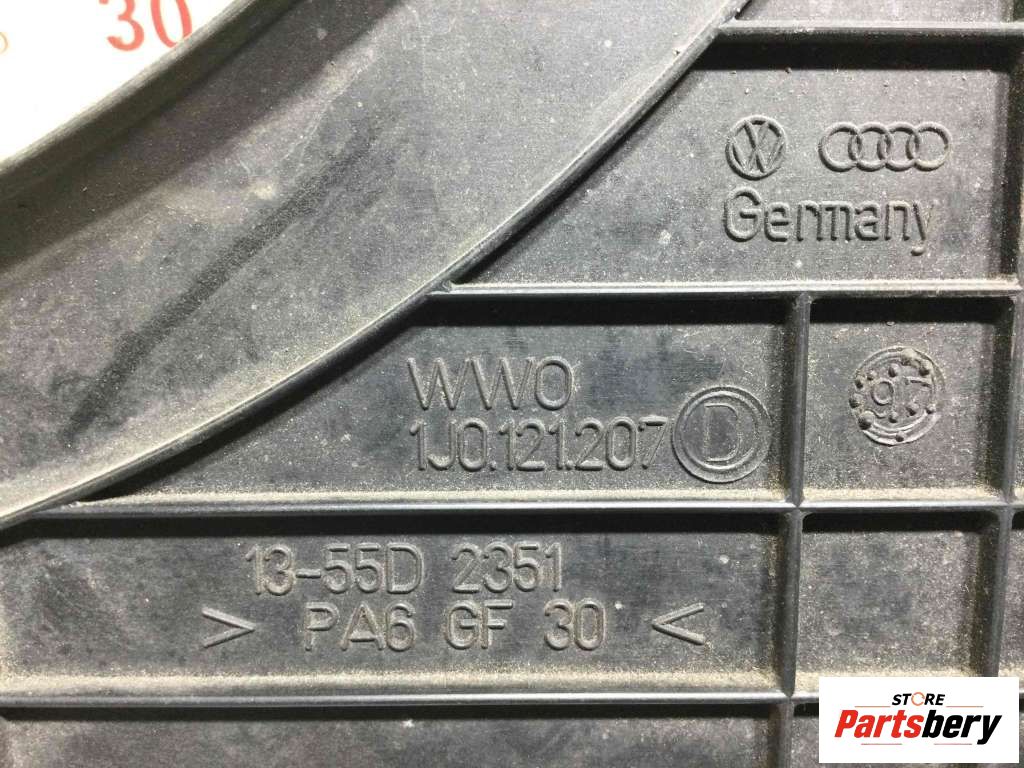 30
Germany
WWO
1J0.121.207 D
97
13-55D 2351
> PA6 GF 30 <
STORE
Partsbery